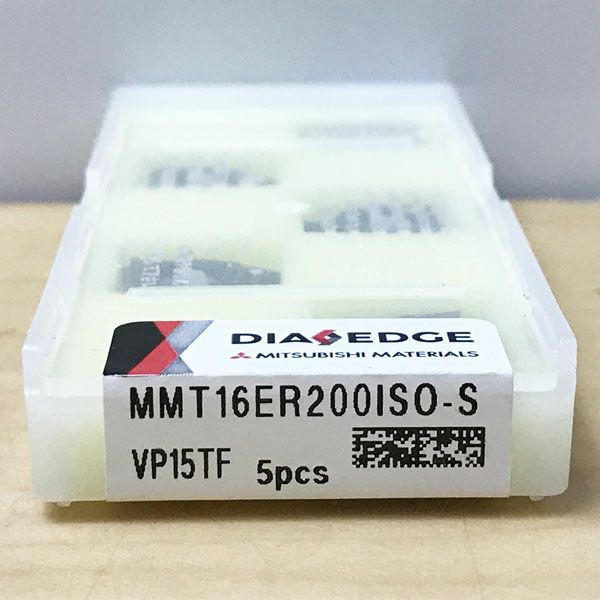 DIAEDGE
MITSUBISHI MATERIALS
MMT16ER200ISO-S
VP15TF 5pcs